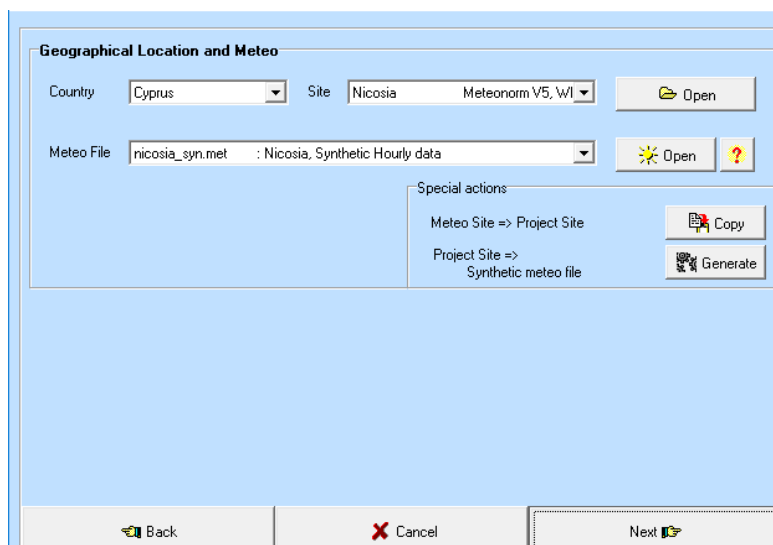 Geographical Location and Meteo
Country Cyprus Site Nicosia Meteonorm V5, WI Open
Meteo File nicosia_syn.met : Nicosia, Synthetic Hourly data Open ?
Special actions
Meteo Site => Project Site Copy
Project Site => 
Synthetic meteo file Generate
Back Cancel Next